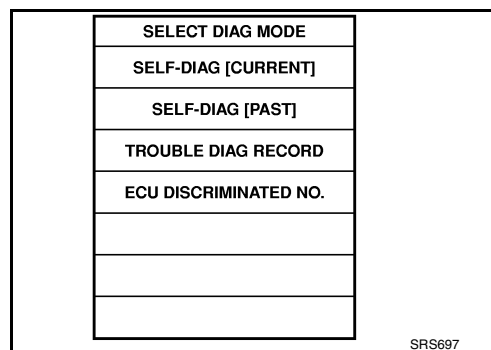 SELECT DIAG MODE
SELF-DIAG [CURRENT]
SELF-DIAG [PAST]
TROUBLE DIAG RECORD
ECU DISCRIMINATED NO.
SRS697